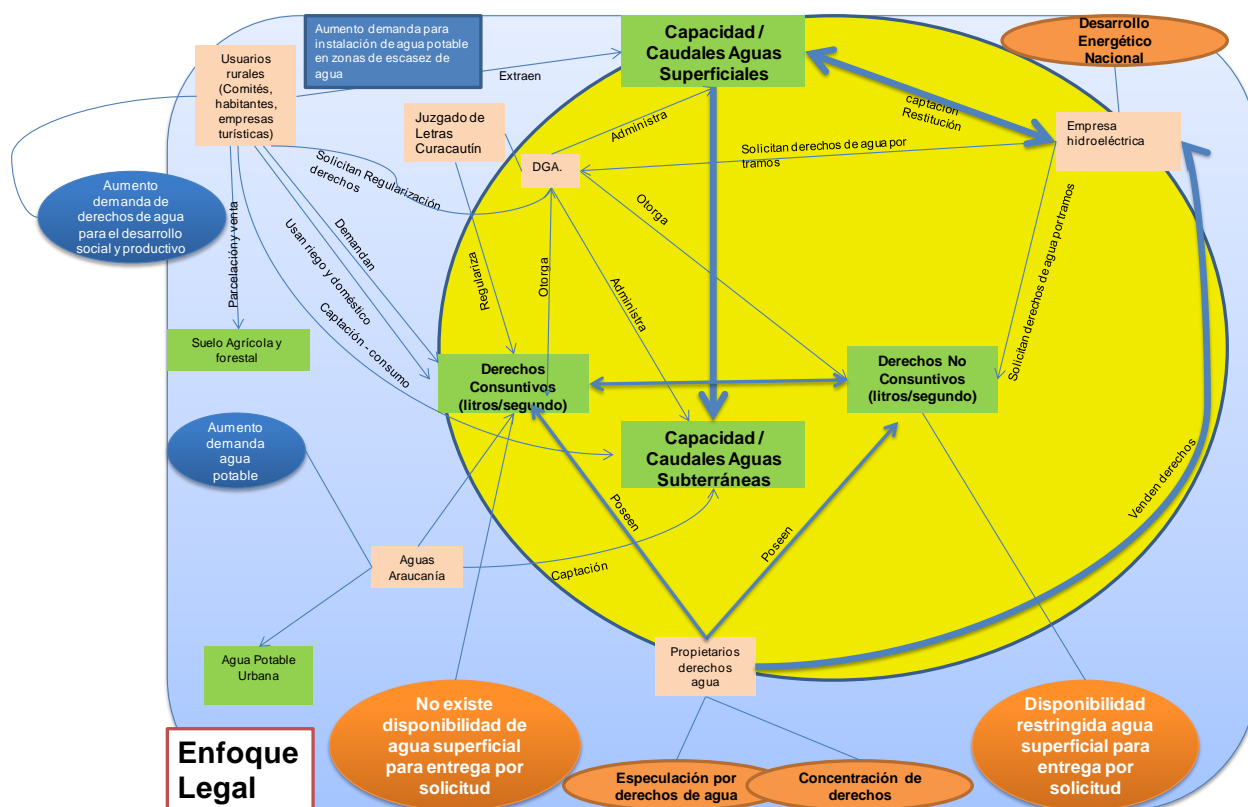 Aumento demanda para
instalación de agua potable
en zonas de escasez de
agua
Capacidad /
Caudales Aguas
Superficiales
Desarrollo
Energético
Nacional
Usuarios
rurales
(Comités,
habitantes,
empresas
turísticas)
Extraen
Juzgado de
Letras
Curacautín
Administra
captación
Restitución
Empresa
hidroeléctrica
Solicitan derechos de agua por
tramos
DGA.
Solicitan Regularización
derechos
Aumento
demanda de
derechos de agua
para el desarrollo
social y productivo
Parcelación y venta
Usan riego y doméstico
Demandan
Captación - consumo
Regulariza
Otorga
Administra
Otorga
Solicitan derechos de agua por tramos
Suelo Agrícola y
forestal
Derechos
Consuntivos
(litros/segundo)
Derechos No
Consuntivos
(litros/segundo)
Capacidad /
Caudales Aguas
Subterráneas
Aumento
demanda
agua
potable
Poseen
Poseen
Venden derechos
Aguas
Araucanía
Captación
Agua Potable
Urbana
Propietarios
derechos
agua
No existe
disponibilidad de
agua superficial
para entrega por
solicitud
Disponibilidad
restringida agua
superficial para
entrega por
solicitud
Enfoque
Legal
Especulación por
derechos de agua
Concentración de
derechos